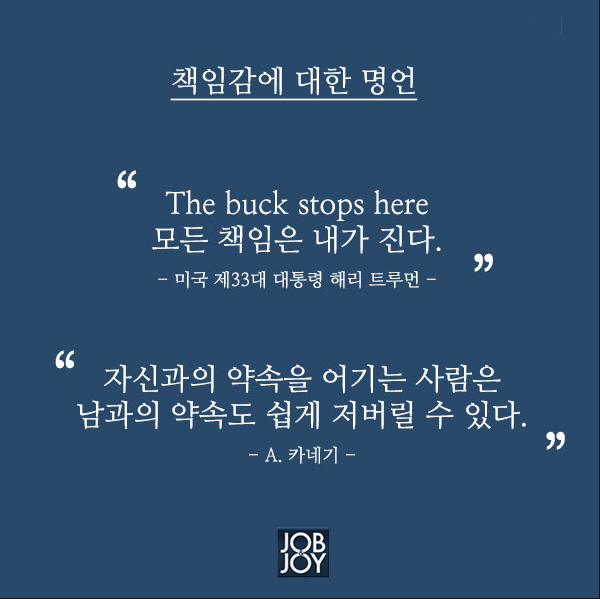 책임감에 대한 명언
“
The buck stops here
모든 책임은 내가 진다.
”
- 미국 제33대 대통령 해리 트루먼 -
“
자신과의 약속을 어기는 사람은
남과의 약속도 쉽게 저버릴 수 있다.
”
- A. 카네기 -
JOB
&
JOY